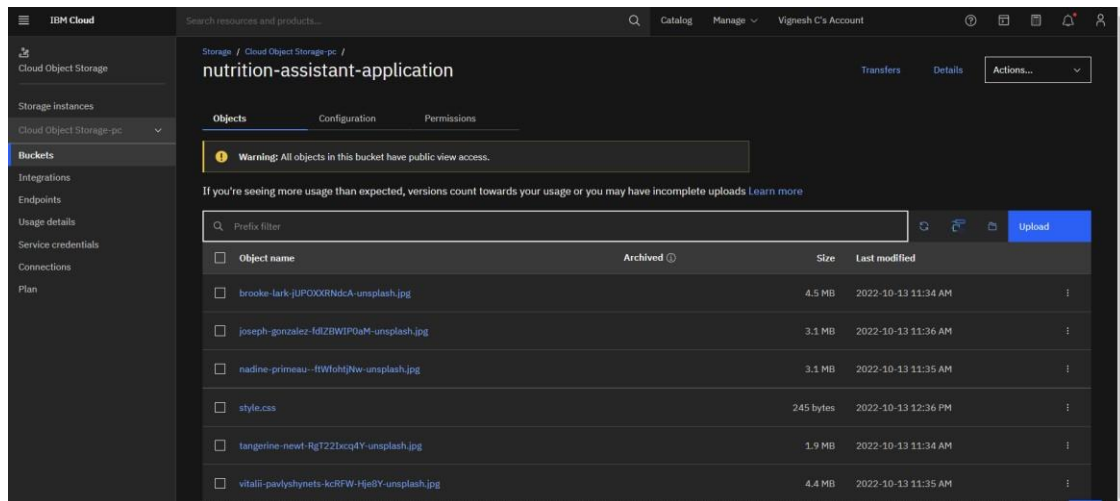 IBM Cloud
Search resources and products...
Catalog
Manage
Vignesh C's Account
Cloud Object Storage
Storage instances
Cloud Object Storage-pc
Buckets
Integrations
Endpoints
Usage details
Service credentials
Connections
Plan
Storage / Cloud Object Storage-pc /
nutrition-assistant-application
Transfers
Details
Actions...
Objects
Configuration
Permissions
Warning: All objects in this bucket have public view access.
If you're seeing more usage than expected, versions count towards your usage or you may have incomplete uploads Learn more
Prefix filter
Upload
Object name Archived Size Last modified
brooke-lark-jUPOXXRNdcA-unsplash.jpg 4.5 MB 2022-10-13 11:34 AM
joseph-gonzalez-fdlZBWIP0aM-unsplash.jpg 3.1 MB 2022-10-13 11:36 AM
nadine-primeau--ftWfohtjNw-unsplash.jpg 3.1 MB 2022-10-13 11:35 AM
style.css 245 bytes 2022-10-13 12:36 PM
tangerine-newt-RgT22Ixcq4Y-unsplash.jpg 1.9 MB 2022-10-13 11:34 AM
vitalii-pavlyshynets-kcRFW-Hje8Y-unsplash.jpg 4.4 MB 2022-10-13 11:35 AM